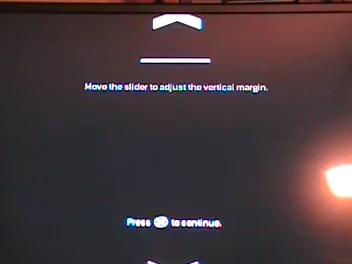 Move the slider to adjust the vertical margin.
Press to continue.